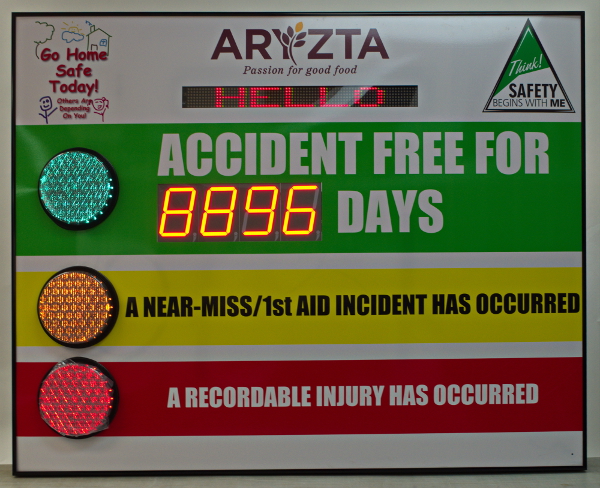 Go Home
Safe
Today!
Others Are
Depending
On You!
ARYZTA
Passion for good food
HELLO
Think!
SAFETY
BEGINS WITH ME
ACCIDENT FREE FOR
8896 DAYS
A NEAR-MISS/1st AID INCIDENT HAS OCCURRED
A RECORDABLE INJURY HAS OCCURRED